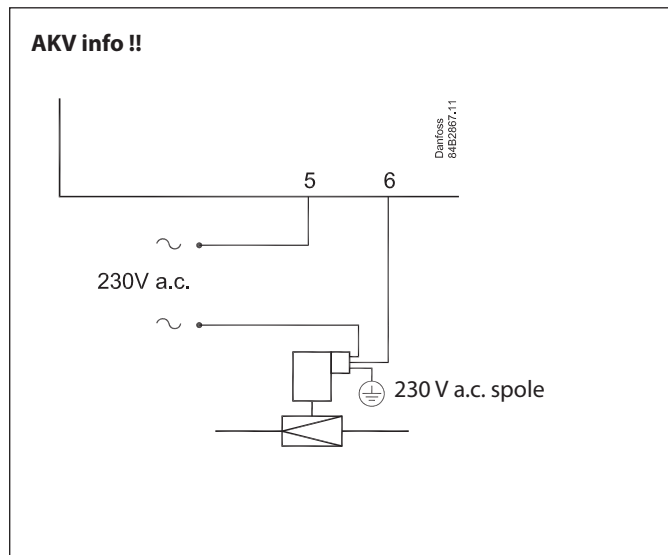 AKV info !!
Danfoss
84B2867.11
5 6
230V a.c.
230 V a.c. spole